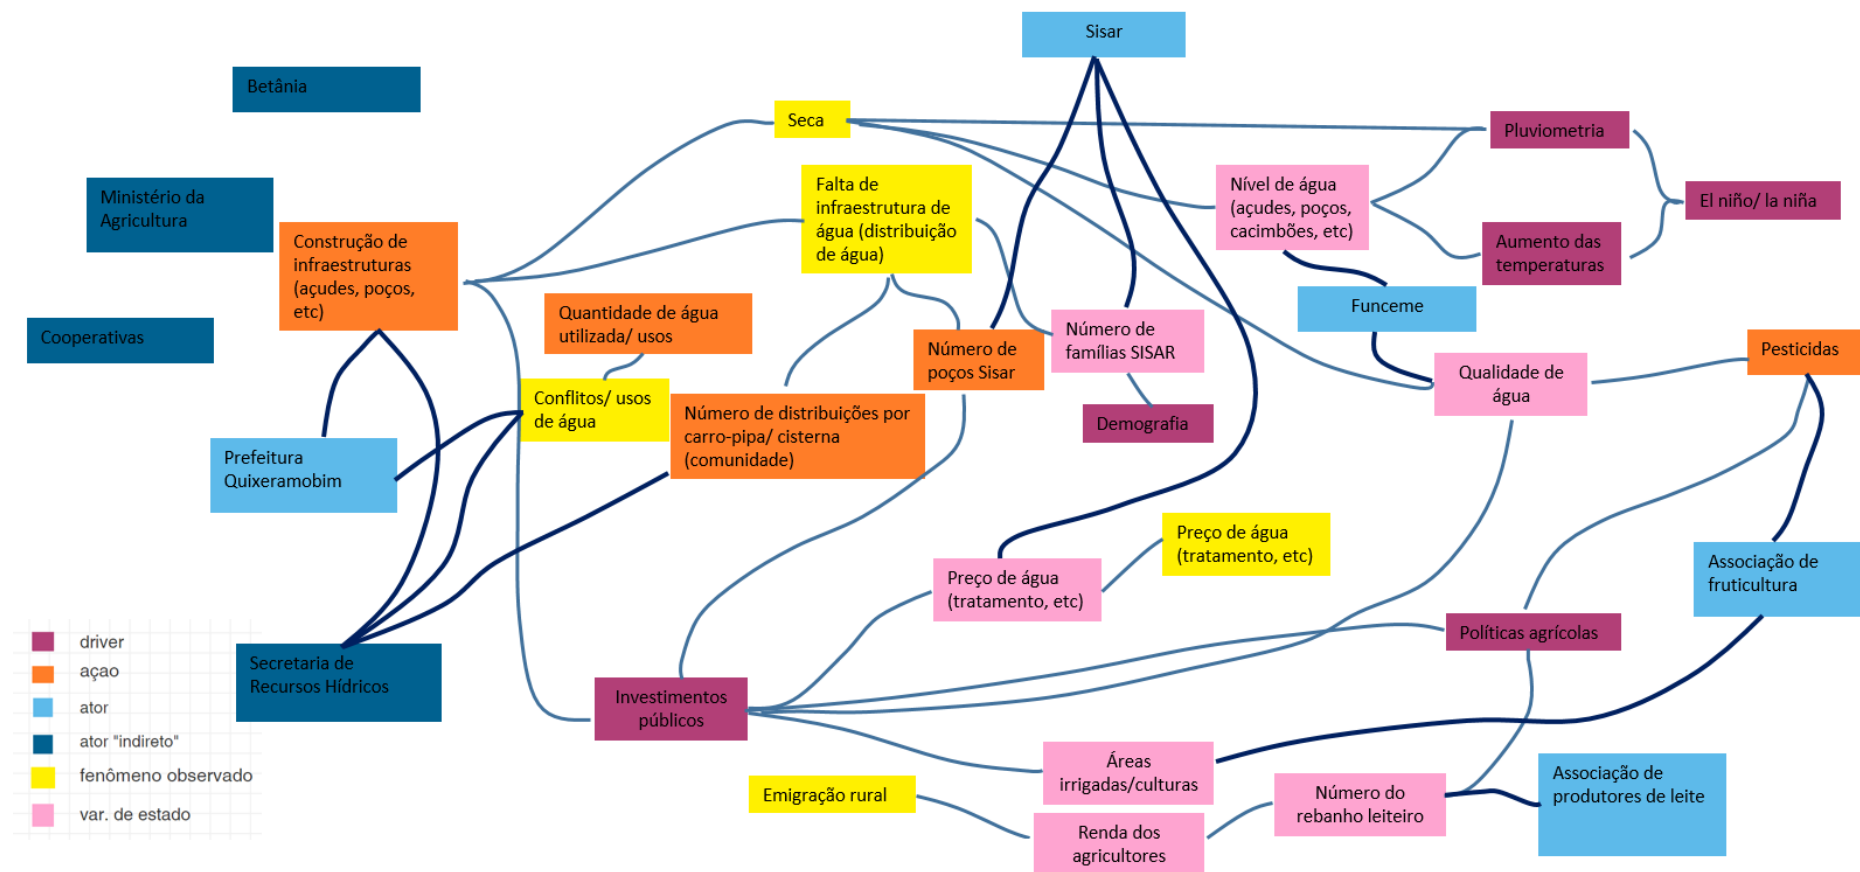 Sisar
Betânia
Seca
Pluviometria
Ministério da
Agricultura
Falta de
infraestrutura de
água (distribuição
de água)
Nível de água
(açudes, poços,
cacimbões, etc)
El niño/ la niña
Construção de
infraestruturas
(açudes, poços,
etc)
Aumento das
temperaturas
Cooperativas
Quantidade de água
utilizada/ usos
Funceme
Número de
poços Sisar
Número de
famílias SISAR
Pesticidas
Qualidade de
água
Conflitos/ usos
de água
Número de distribuições por
carro-pipa/ cisterna
(comunidade)
Demografia
Prefeitura
Quixeramobim
Preço de água
(tratamento, etc)
Preço de água
(tratamento, etc)
Associação de
fruticultura
Políticas agrícolas
Secretaria de
Recursos Hídricos
Investimentos
públicos
Áreas
irrigadas/culturas
Emigração rural
Número do
rebanho leiteiro
Associação de
produtores de leite
Renda dos
agricultores
driver
açao
ator
ator "indireto"
fenômeno observado
var. de estado